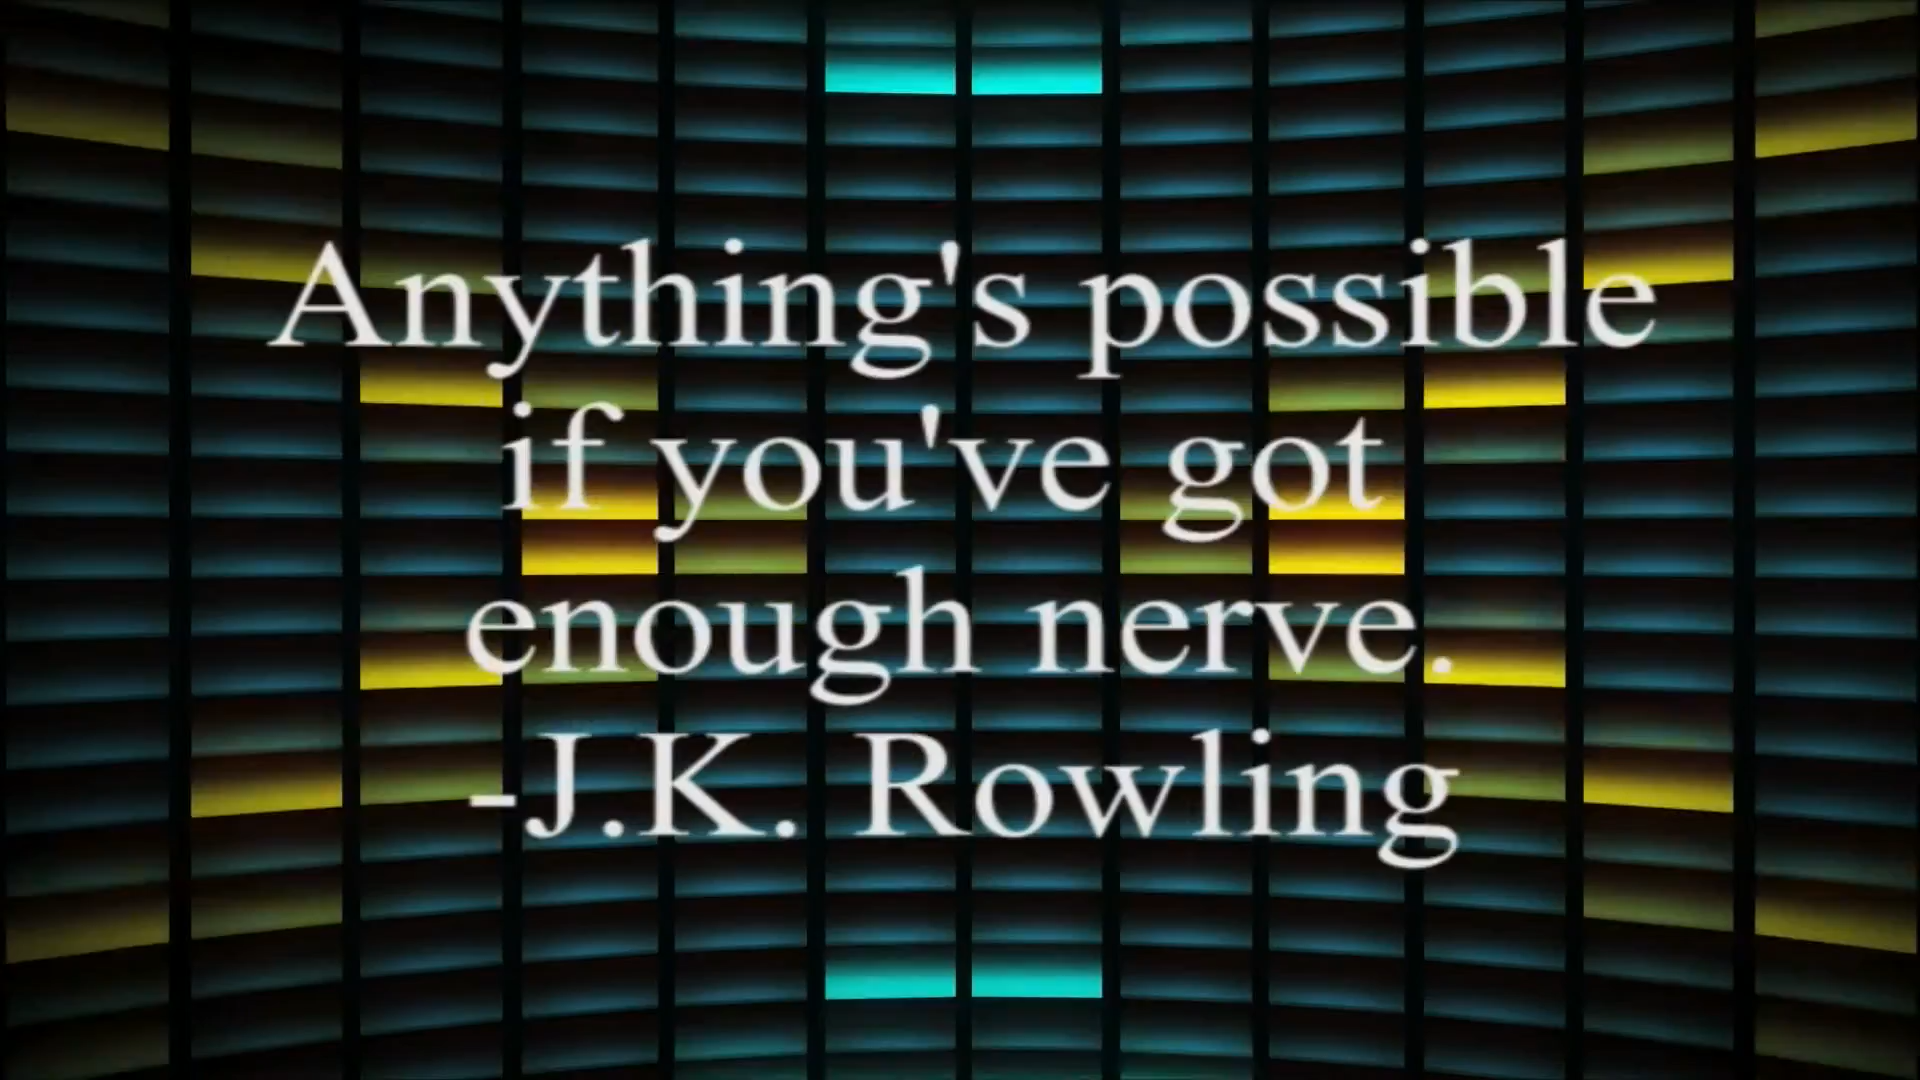 Anything's possible
if you've got
enough nerve.
-J.K. Rowling